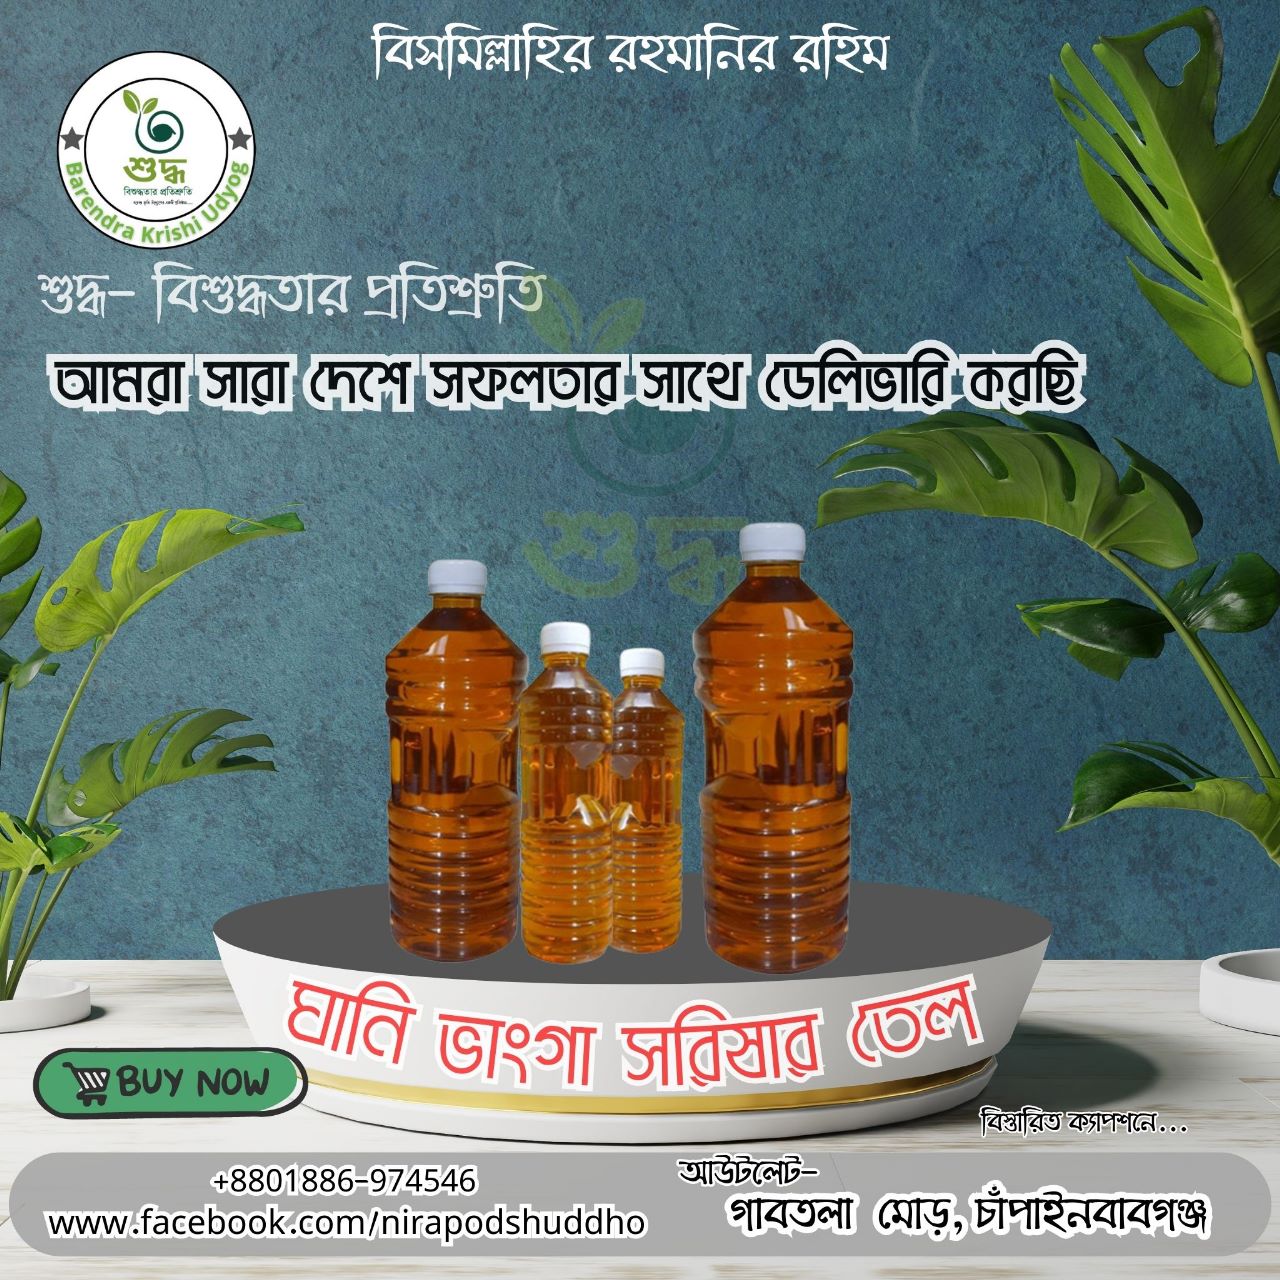 বিসমিল্লাহির রহমানির রহিম
শুদ্ধ
বিশুদ্ধতার প্রতিশ্রুতি
Barendra Krishi Udyog
শুদ্ধ- বিশুদ্ধতার প্রতিশ্রুতি
আমরা সারা দেশে সফলতার সাথে ডেলিভারি করছি
শুদ্ধ
ঘানি ভাংগা সরিষার তেল
BUY NOW
বিস্তারিত ক্যাপশনে...
+8801886-974546
www.facebook.com/nirapodshuddho
আউটলেট-
গাবতলা মোড়, চাঁপাইনবাবগঞ্জ